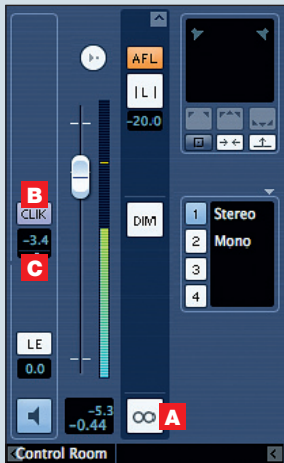 AFL
|L|
-20.0
B
CLIK
-3.4
C
DIM
1 Stereo
2 Mono
3
4
LE
0.0
-5.3
-0.44
A
Control Room